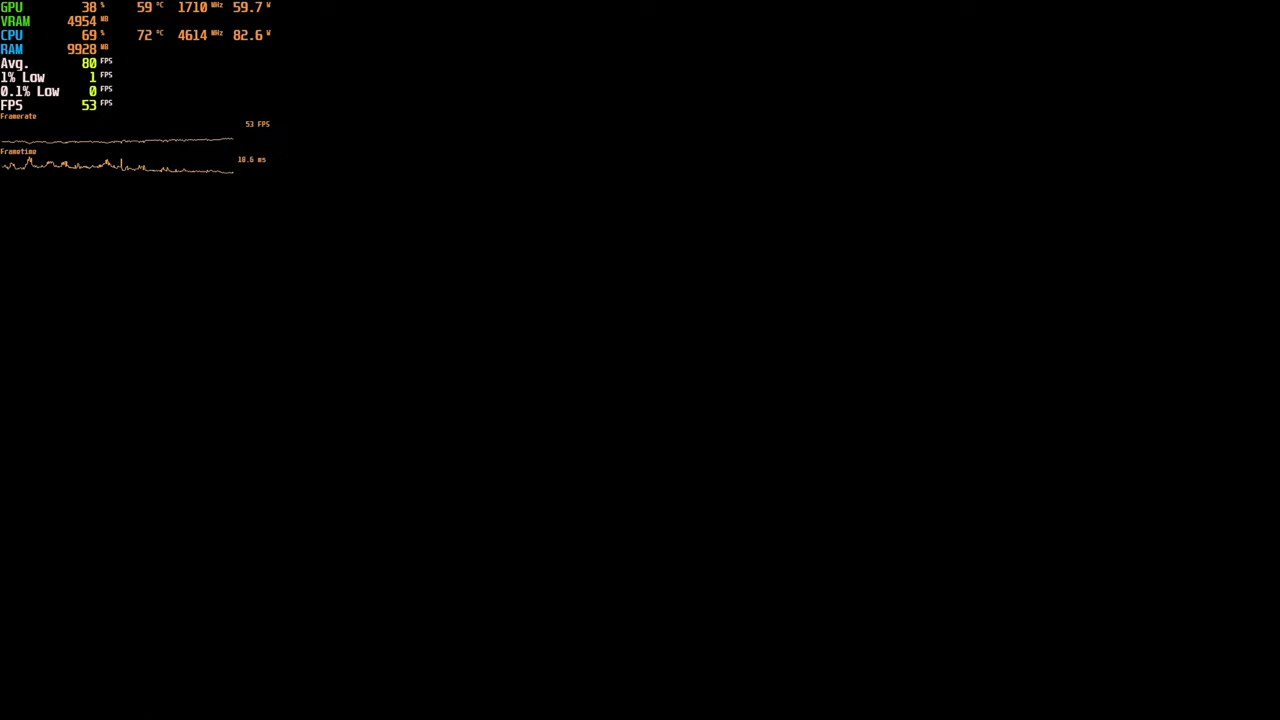 GPU 38 % 59 °C 1710 MHz 59.7 W
VRAM 4954 MB
CPU 69 % 72 °C 4614 MHz 82.6 W
RAM 9928 MB
Avg. 80 FPS
1% Low 1 FPS
0.1% Low 0 FPS
FPS 53 FPS
Framerate
53 FPS
Frametime
10.6 ms